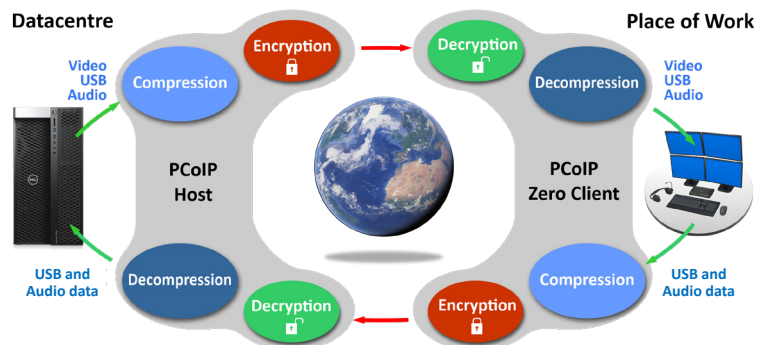 Datacentre
Place of Work
Encryption
Decryption
Video
USB
Audio
Compression
Decompression
Video
USB
Audio
DELL
PCoIP
Host
PCoIP
Zero Client
USB and
Audio data
Decompression
Compression
USB and
Audio data
Decryption
Encryption